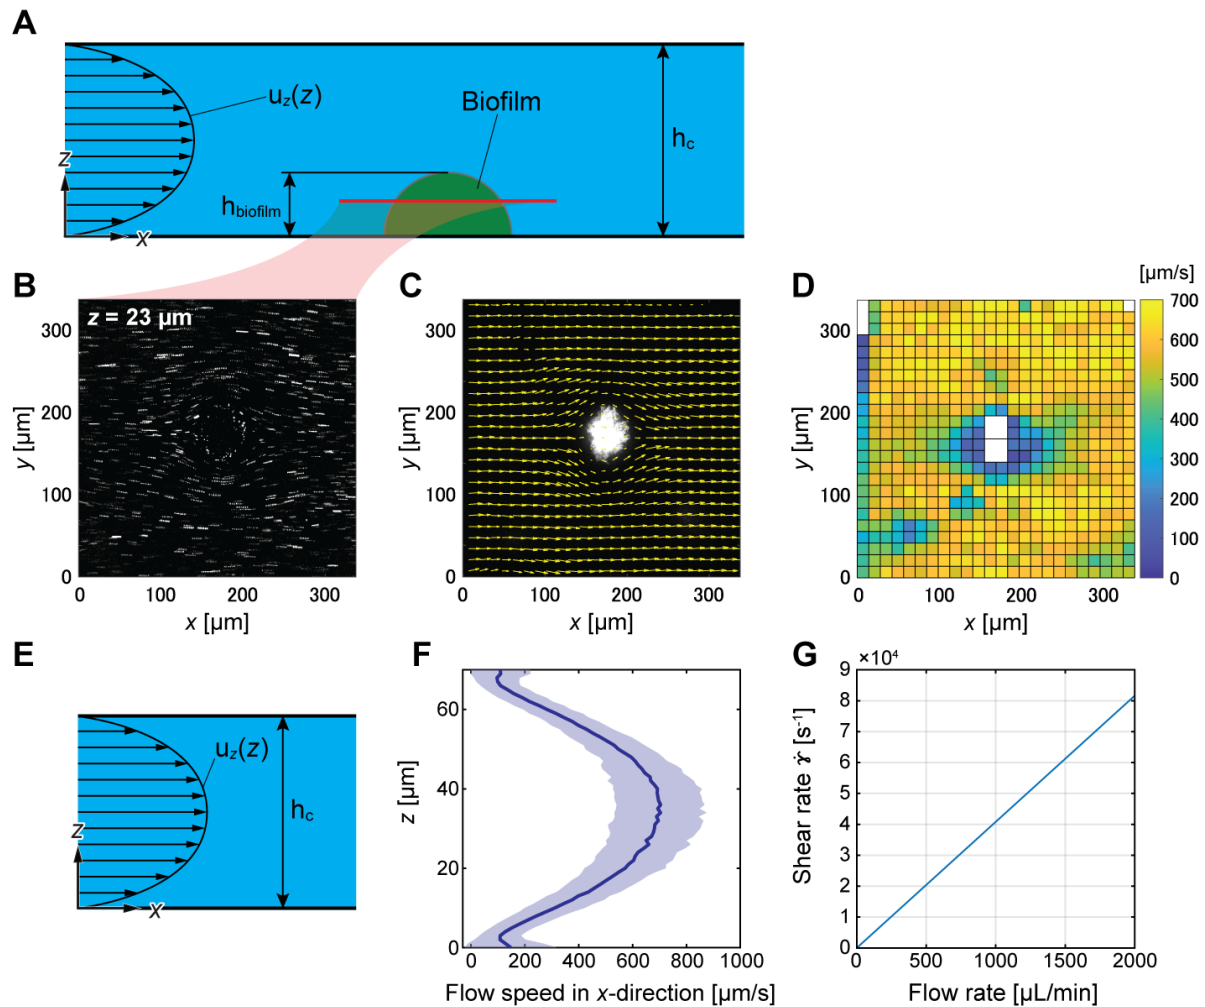 A
u_z(z)
Biofilm
h_c
h_biofilm
z
x
B
C
D
[µm/s]
z = 23 µm
300
200
100
0
y [µm]
0 100 200 300
x [µm]
300
200
100
0
y [µm]
0 100 200 300
x [µm]
300
200
100
0
y [µm]
0 100 200 300
x [µm]
700
600
500
400
300
200
100
0
E
u_z(z)
h_c
z
x
F
60
40
20
0
z [µm]
0 200 400 600 800 1000
Flow speed in x-direction [µm/s]
G
×10⁴
9
8
7
6
5
4
3
2
1
0
Shear rate γ̇ [s⁻¹]
0 500 1000 1500 2000
Flow rate [µL/min]